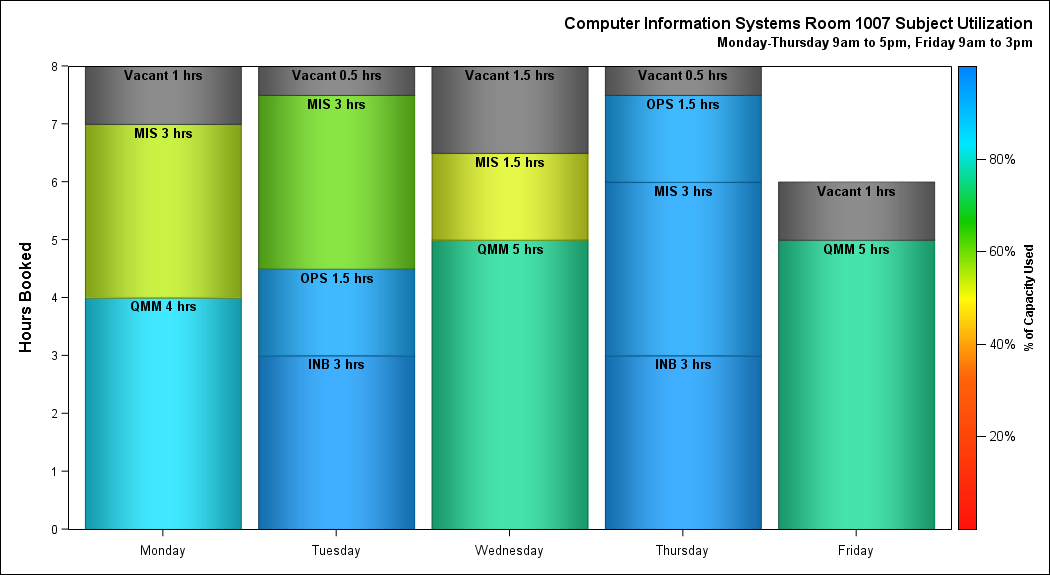 Computer Information Systems Room 1007 Subject Utilization
Monday-Thursday 9am to 5pm, Friday 9am to 3pm
Hours Booked
8
7
6
5
4
3
2
1
0
Vacant 1 hrs
MIS 3 hrs
QMM 4 hrs
Monday
Vacant 0.5 hrs
MIS 3 hrs
OPS 1.5 hrs
INB 3 hrs
Tuesday
Vacant 1.5 hrs
MIS 1.5 hrs
QMM 5 hrs
Wednesday
Vacant 0.5 hrs
OPS 1.5 hrs
MIS 3 hrs
INB 3 hrs
Thursday
Vacant 1 hrs
QMM 5 hrs
Friday
80%
60%
40%
20%
% of Capacity Used